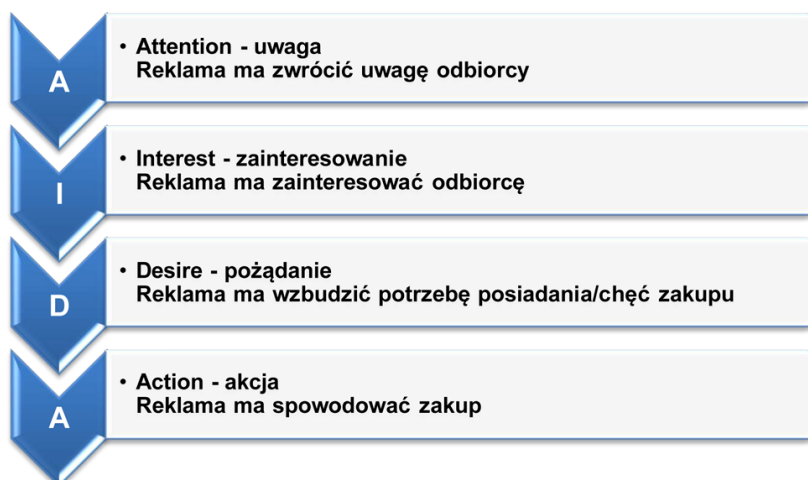 A
• Attention - uwaga
Reklama ma zwrócić uwagę odbiorcy
I
• Interest - zainteresowanie
Reklama ma zainteresować odbiorcę
D
• Desire - pożądanie
Reklama ma wzbudzić potrzebę posiadania/chęć zakupu
A
• Action - akcja
Reklama ma spowodować zakup